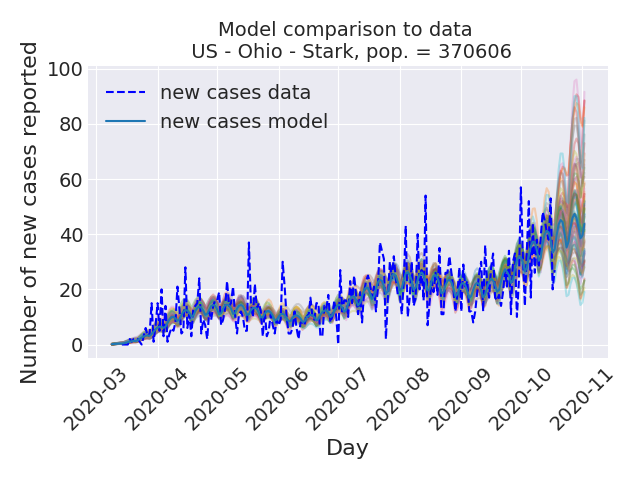 Model comparison to data
US - Ohio - Stark, pop. = 370606
Number of new cases reported
100
80
60
40
20
0
new cases data
new cases model
2020-03
2020-04
2020-05
2020-06
2020-07
2020-08
2020-09
2020-10
2020-11
Day